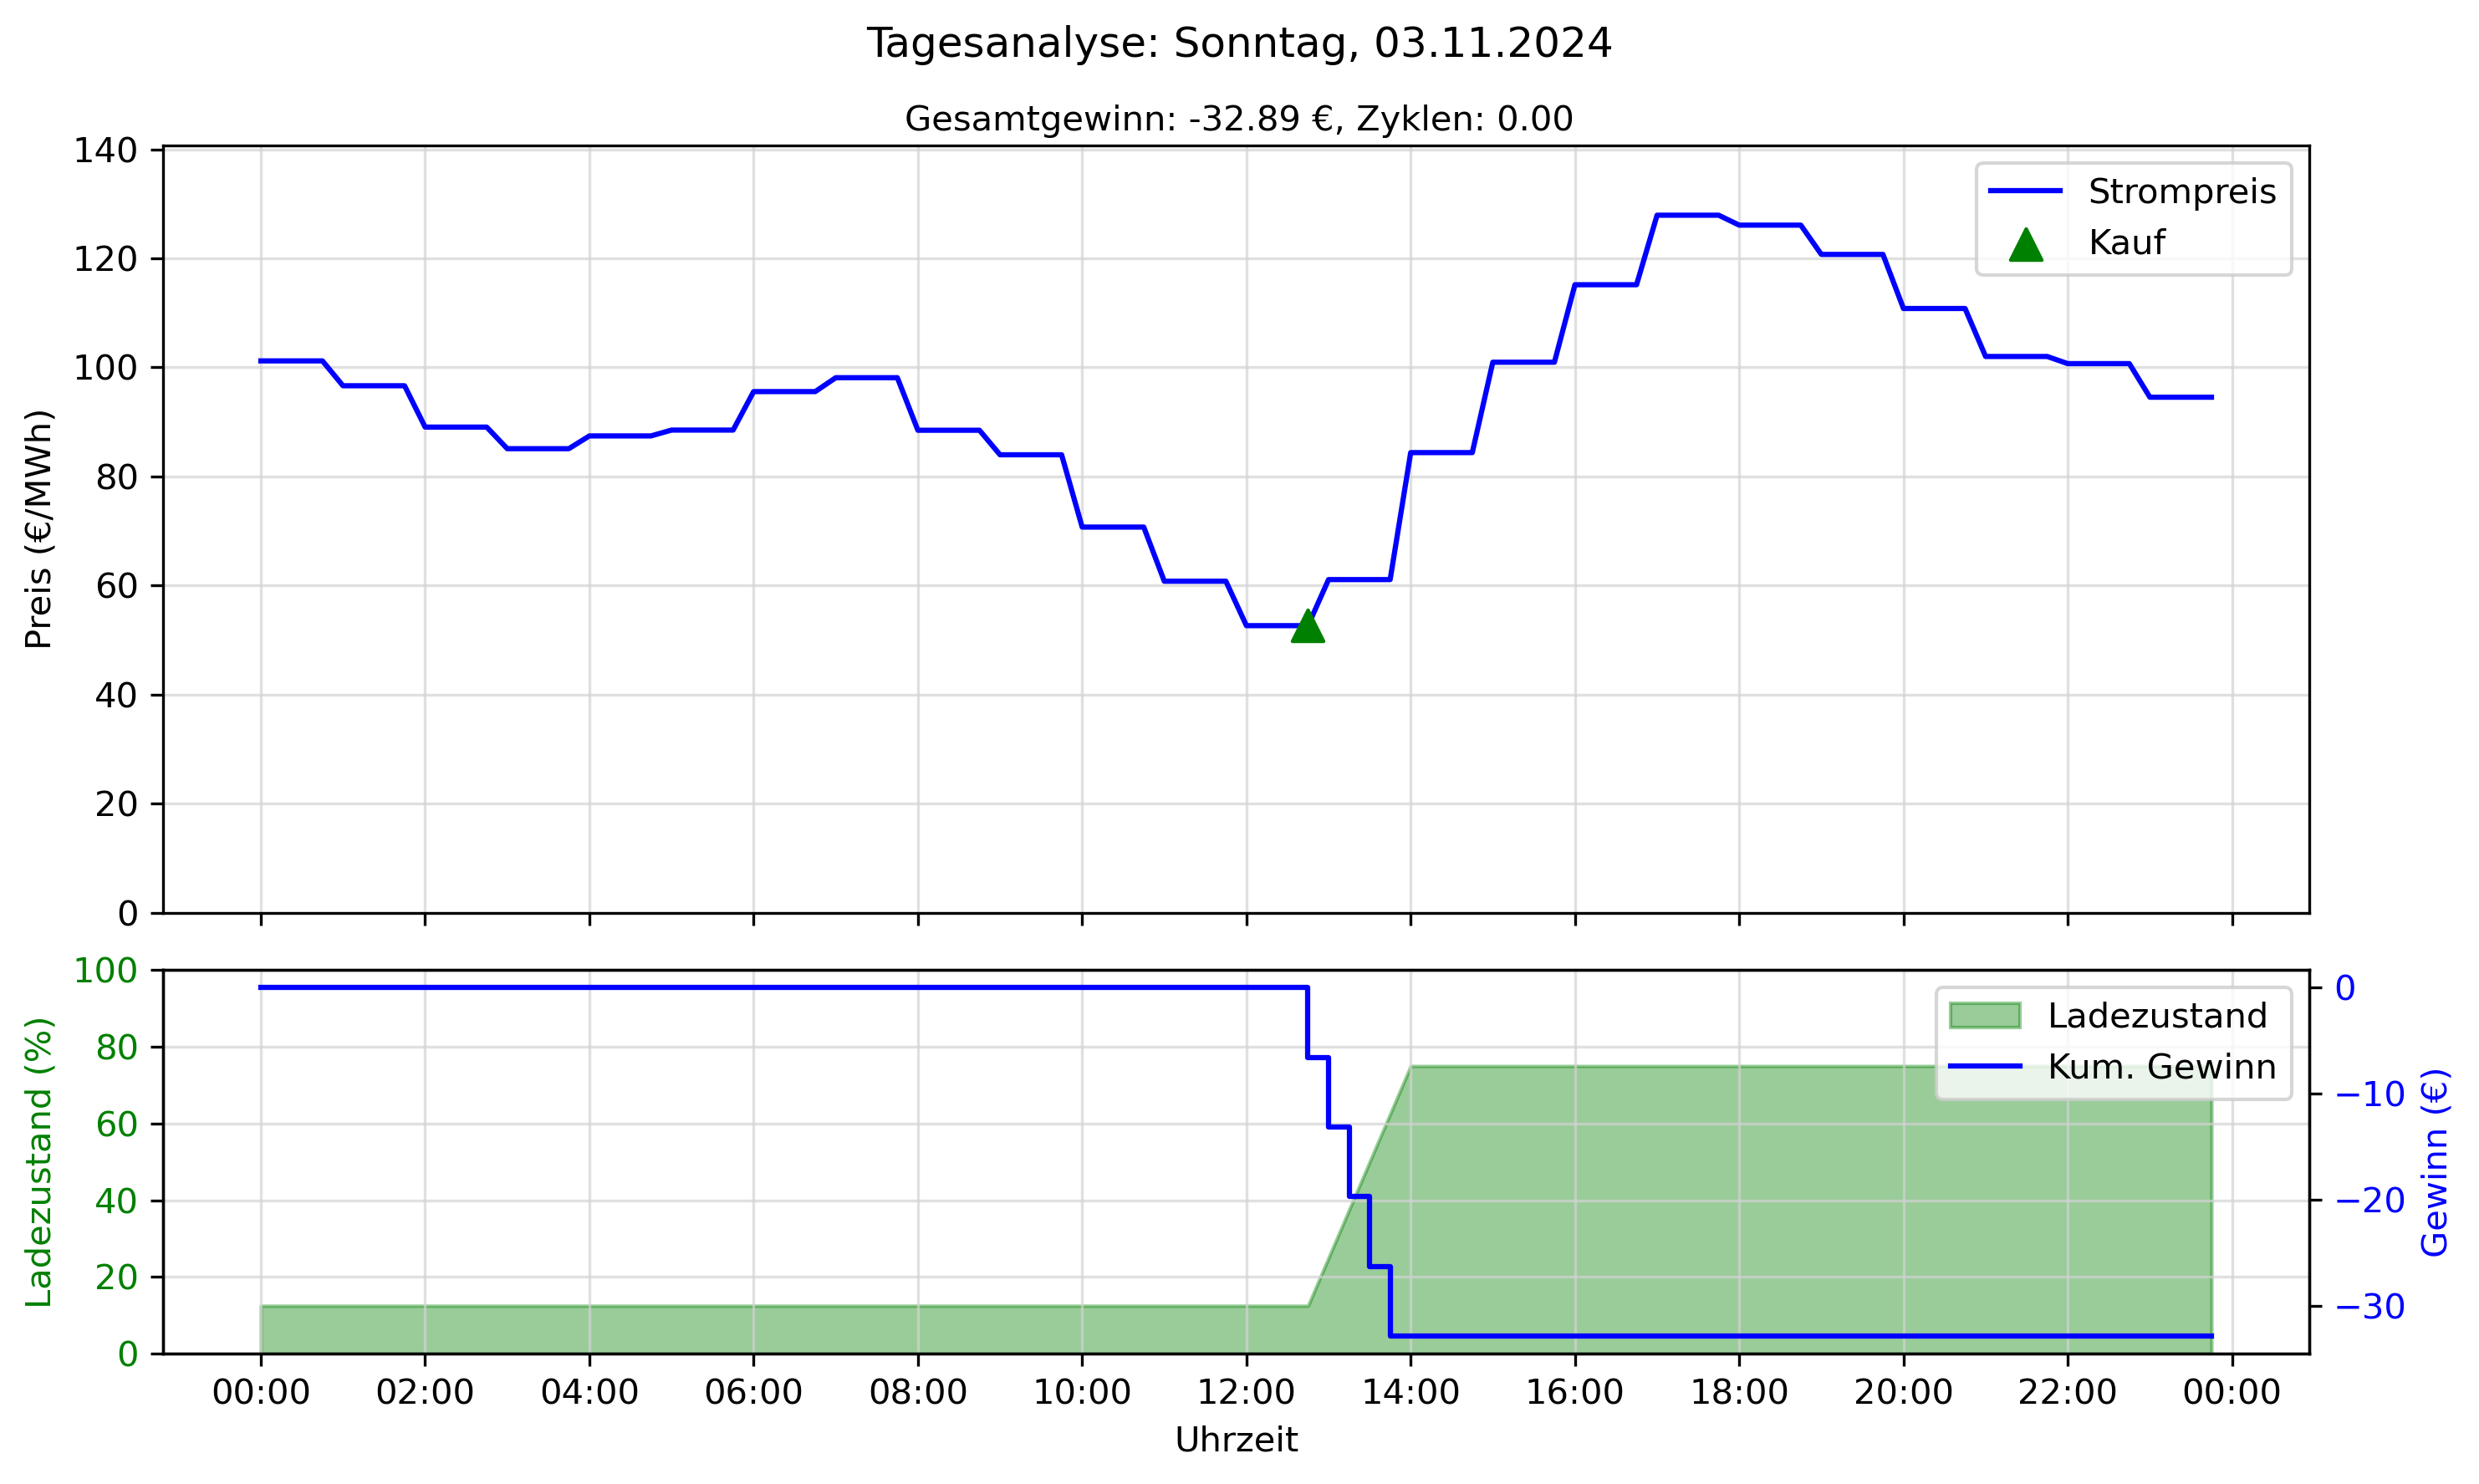 Tagesanalyse: Sonntag, 03.11.2024
Gesamtgewinn: -32.89 €, Zyklen: 0.00
Preis (€/MWh)
140
120
100
80
60
40
20
0
Strompreis
Kauf
Ladezustand (%)
100
80
60
40
20
0
Ladezustand
Kum. Gewinn
0
−10
−20
−30
Gewinn (€)
00:00 02:00 04:00 06:00 08:00 10:00 12:00 14:00 16:00 18:00 20:00 22:00 00:00
Uhrzeit